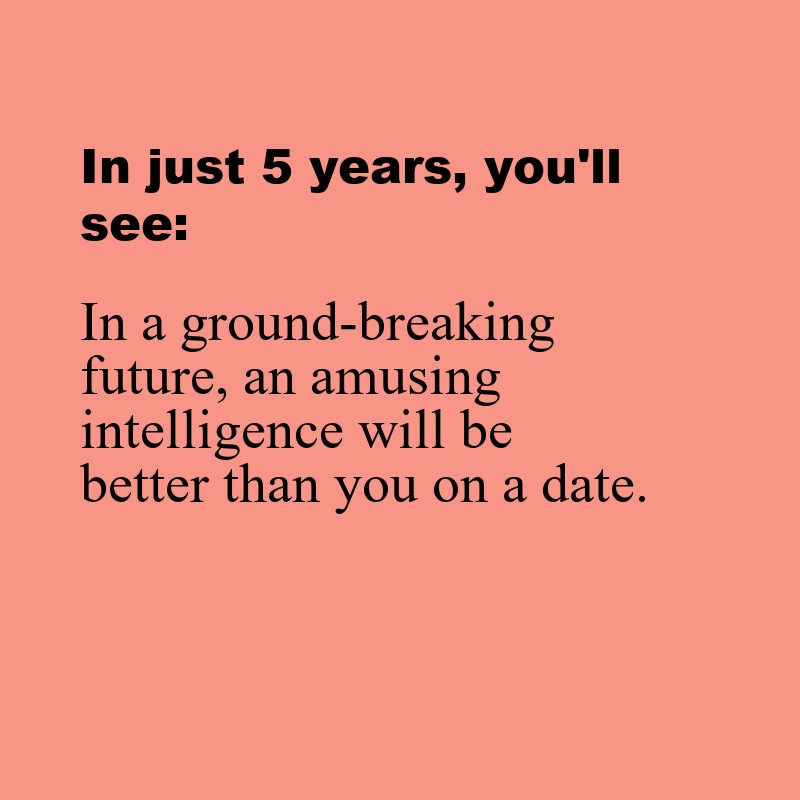 In just 5 years, you'll
see:
In a ground-breaking
future, an amusing
intelligence will be
better than you on a date.